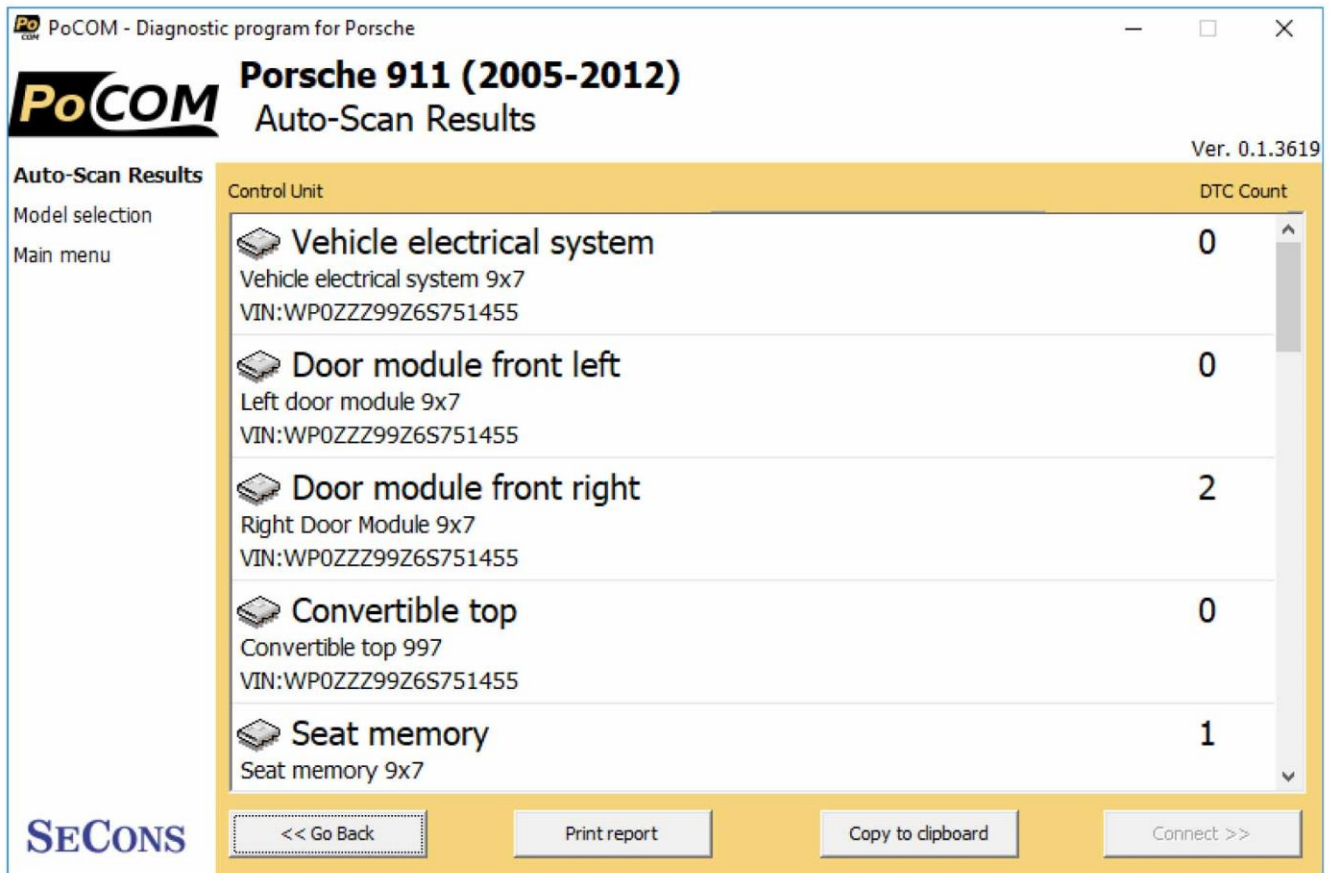 PoCOM - Diagnostic program for Porsche
PoCOM
Porsche 911 (2005-2012)
Auto-Scan Results
Ver. 0.1.3619
Auto-Scan Results
Model selection
Main menu
Control Unit DTC Count
Vehicle electrical system 0
Vehicle electrical system 9x7
VIN:WP0ZZZ99Z6S751455
Door module front left 0
Left door module 9x7
VIN:WP0ZZZ99Z6S751455
Door module front right 2
Right Door Module 9x7
VIN:WP0ZZZ99Z6S751455
Convertible top 0
Convertible top 997
VIN:WP0ZZZ99Z6S751455
Seat memory 1
Seat memory 9x7
SECONS
<< Go Back Print report Copy to clipboard Connect >>